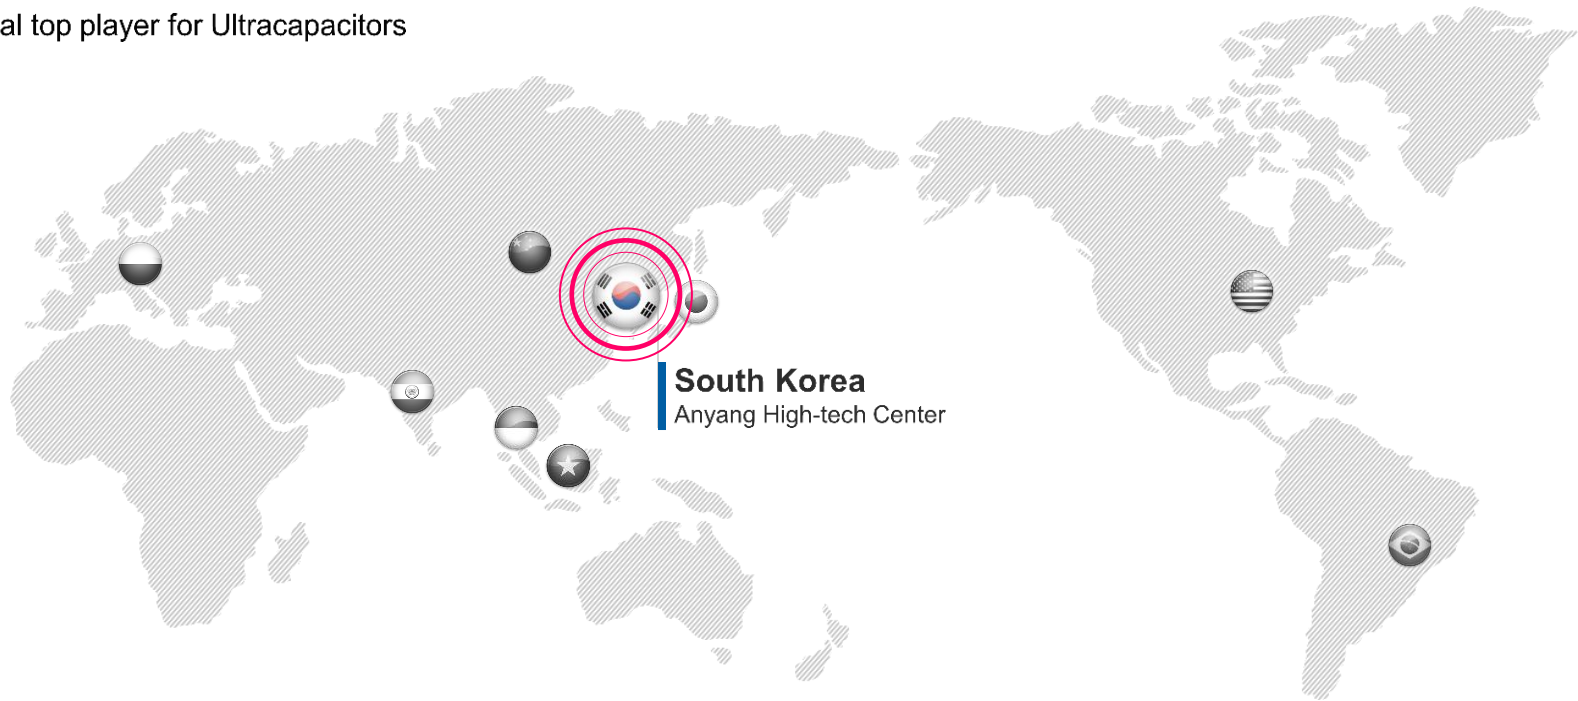 al top player for Ultracapacitors
South Korea
Anyang High-tech Center